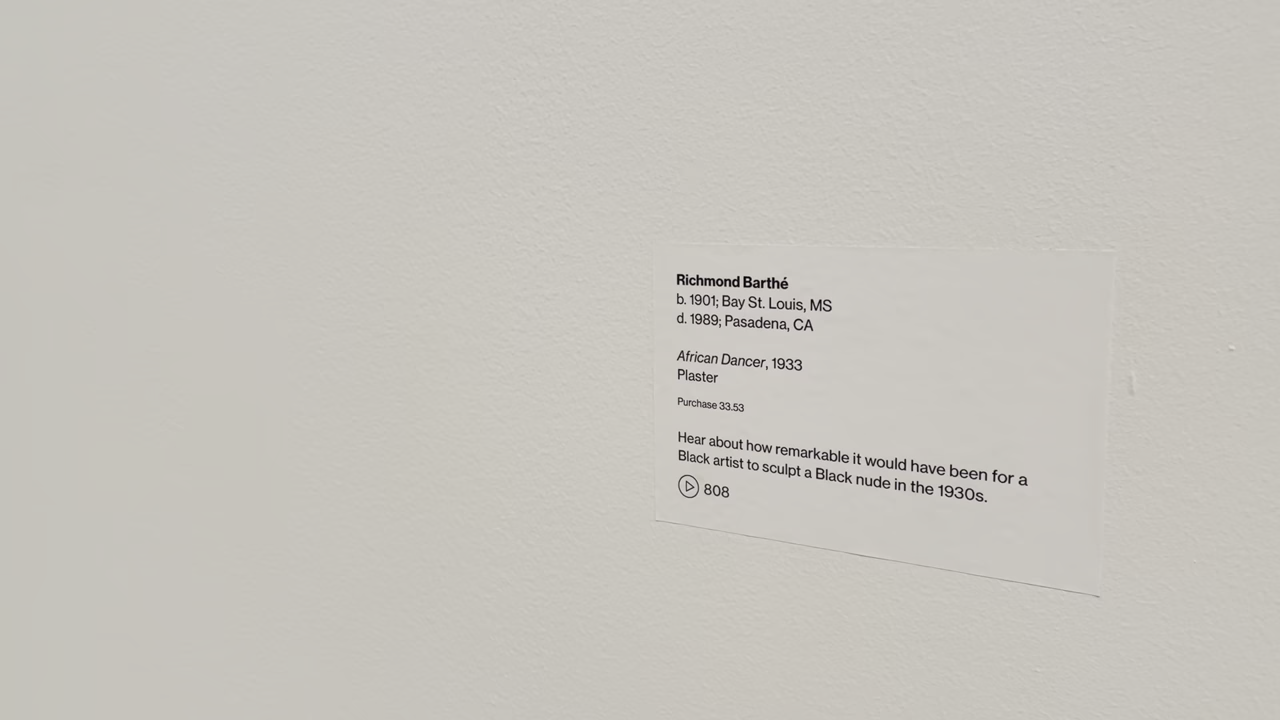 Richmond Barthé
b. 1901; Bay St. Louis, MS
d. 1989; Pasadena, CA
African Dancer, 1933
Plaster
Purchase 33.53
Hear about how remarkable it would have been for a
Black artist to sculpt a Black nude in the 1930s.
808